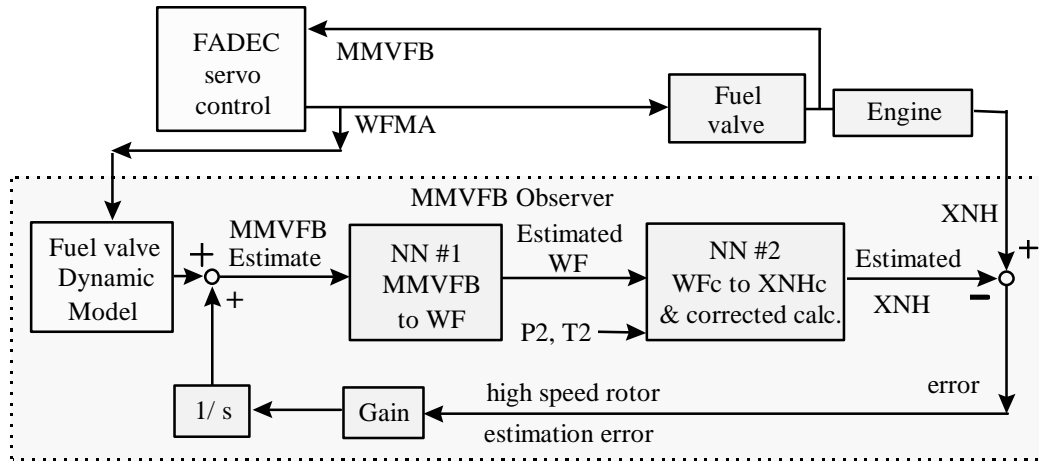 FADEC
servo
control
MMVFB
WFMA
Fuel
valve
Engine
MMVFB Observer
XNH
Fuel valve
Dynamic
Model
+
+
MMVFB
Estimate
NN #1
MMVFB
to WF
Estimated
WF
P2, T2
NN #2
WFc to XNHc
& corrected calc.
Estimated
XNH
+
−
error
high speed rotor
estimation error
Gain
1/ s